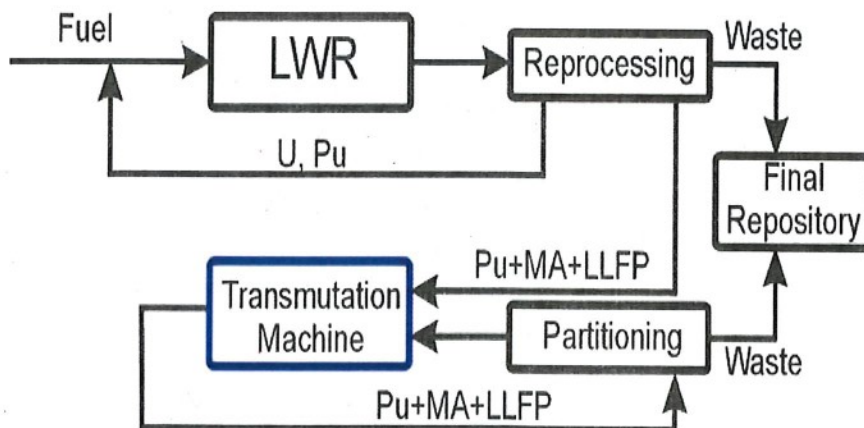 Fuel
LWR
Reprocessing
Waste
U, Pu
Final
Repository
Pu+MA+LLFP
Transmutation
Machine
Partitioning
Waste
Pu+MA+LLFP